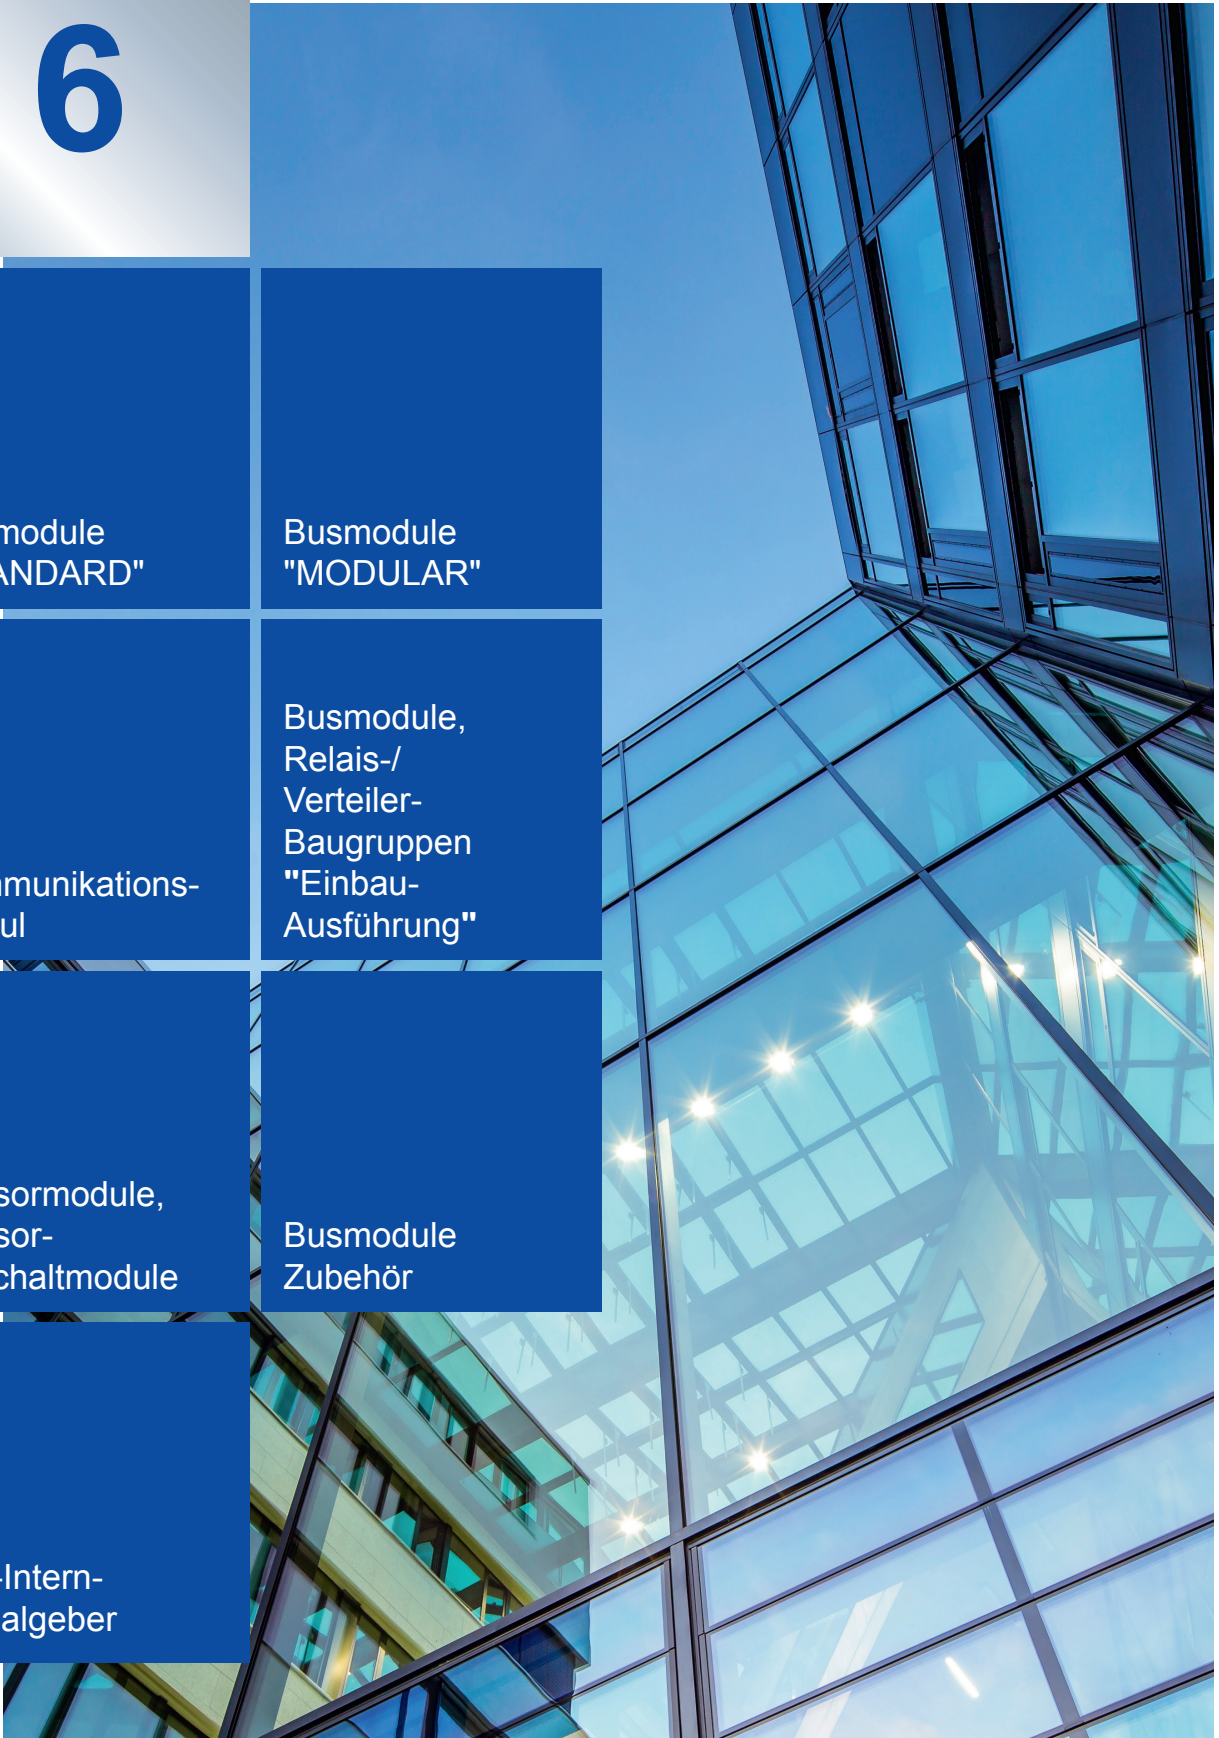 6
module
ANDARD"
Busmodule
"MODULAR"
munikations-
ul
Busmodule,
Relais-/
Verteiler-
Baugruppen
"Einbau-
Ausführung"
sormodule,
sor-
chaltmodule
Busmodule
Zubehör
-Intern-
algeber